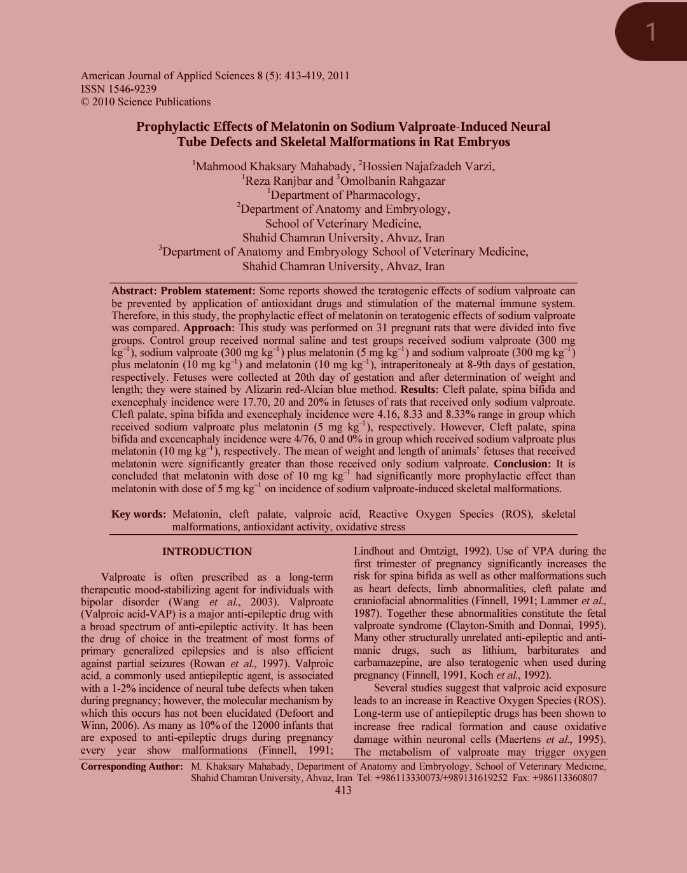 1
American Journal of Applied Sciences 8 (5): 413-419, 2011
ISSN 1546-9239
© 2010 Science Publications
Prophylactic Effects of Melatonin on Sodium Valproate-Induced Neural
Tube Defects and Skeletal Malformations in Rat Embryos
¹Mahmood Khaksary Mahabady, ²Hossien Najafzadeh Varzi,
¹Reza Ranjbar and ³Omolbanin Rahgazar
¹Department of Pharmacology,
²Department of Anatomy and Embryology,
School of Veterinary Medicine,
Shahid Chamran University, Ahvaz, Iran
³Department of Anatomy and Embryology School of Veterinary Medicine,
Shahid Chamran University, Ahvaz, Iran
Abstract: Problem statement: Some reports showed the teratogenic effects of sodium valproate can
be prevented by application of antioxidant drugs and stimulation of the maternal immune system.
Therefore, in this study, the prophylactic effect of melatonin on teratogenic effects of sodium valproate
was compared. Approach: This study was performed on 31 pregnant rats that were divided into five
groups. Control group received normal saline and test groups received sodium valproate (300 mg
kg⁻¹), sodium valproate (300 mg kg⁻¹) plus melatonin (5 mg kg⁻¹) and sodium valproate (300 mg kg⁻¹)
plus melatonin (10 mg kg⁻¹) and melatonin (10 mg kg⁻¹), intraperitonealy at 8-9th days of gestation,
respectively. Fetuses were collected at 20th day of gestation and after determination of weight and
length; they were stained by Alizarin red-Alcian blue method. Results: Cleft palate, spina bifida and
exencephaly incidence were 17.70, 20 and 20% in fetuses of rats that received only sodium valproate.
Cleft palate, spina bifida and exencephaly incidence were 4.16, 8.33 and 8.33% range in group which
received sodium valproate plus melatonin (5 mg kg⁻¹), respectively. However, Cleft palate, spina
bifida and excencaphaly incidence were 4/76, 0 and 0% in group which received sodium valproate plus
melatonin (10 mg kg⁻¹), respectively. The mean of weight and length of animals’ fetuses that received
melatonin were significantly greater than those received only sodium valproate. Conclusion: It is
concluded that melatonin with dose of 10 mg kg⁻¹ had significantly more prophylactic effect than
melatonin with dose of 5 mg kg⁻¹ on incidence of sodium valproate-induced skeletal malformations.
Key words: Melatonin, cleft palate, valproic acid, Reactive Oxygen Species (ROS), skeletal
malformations, antioxidant activity, oxidative stress
INTRODUCTION
Valproate is often prescribed as a long-term
therapeutic mood-stabilizing agent for individuals with
bipolar disorder (Wang et al., 2003). Valproate
(Valproic acid-VAP) is a major anti-epileptic drug with
a broad spectrum of anti-epileptic activity. It has been
the drug of choice in the treatment of most forms of
primary generalized epilepsies and is also efficient
against partial seizures (Rowan et al., 1997). Valproic
acid, a commonly used antiepileptic agent, is associated
with a 1-2% incidence of neural tube defects when taken
during pregnancy; however, the molecular mechanism by
which this occurs has not been elucidated (Defoort and
Winn, 2006). As many as 10% of the 12000 infants that
are exposed to anti-epileptic drugs during pregnancy
every year show malformations (Finnell, 1991;
Lindhout and Omtzigt, 1992). Use of VPA during the
first trimester of pregnancy significantly increases the
risk for spina bifida as well as other malformations such
as heart defects, limb abnormalities, cleft palate and
craniofacial abnormalities (Finnell, 1991; Lammer et al.,
1987). Together these abnormalities constitute the fetal
valproate syndrome (Clayton-Smith and Donnai, 1995).
Many other structurally unrelated anti-epileptic and anti-
manic drugs, such as lithium, barbiturates and
carbamazepine, are also teratogenic when used during
pregnancy (Finnell, 1991, Koch et al., 1992).
Several studies suggest that valproic acid exposure
leads to an increase in Reactive Oxygen Species (ROS).
Long-term use of antiepileptic drugs has been shown to
increase free radical formation and cause oxidative
damage within neuronal cells (Maertens et al., 1995).
The metabolism of valproate may trigger oxygen
Corresponding Author: M. Khaksary Mahabady, Department of Anatomy and Embryology, School of Veterinary Medicine,
Shahid Chamran University, Ahvaz, Iran Tel: +986113330073/+989131619252 Fax: +986113360807
413